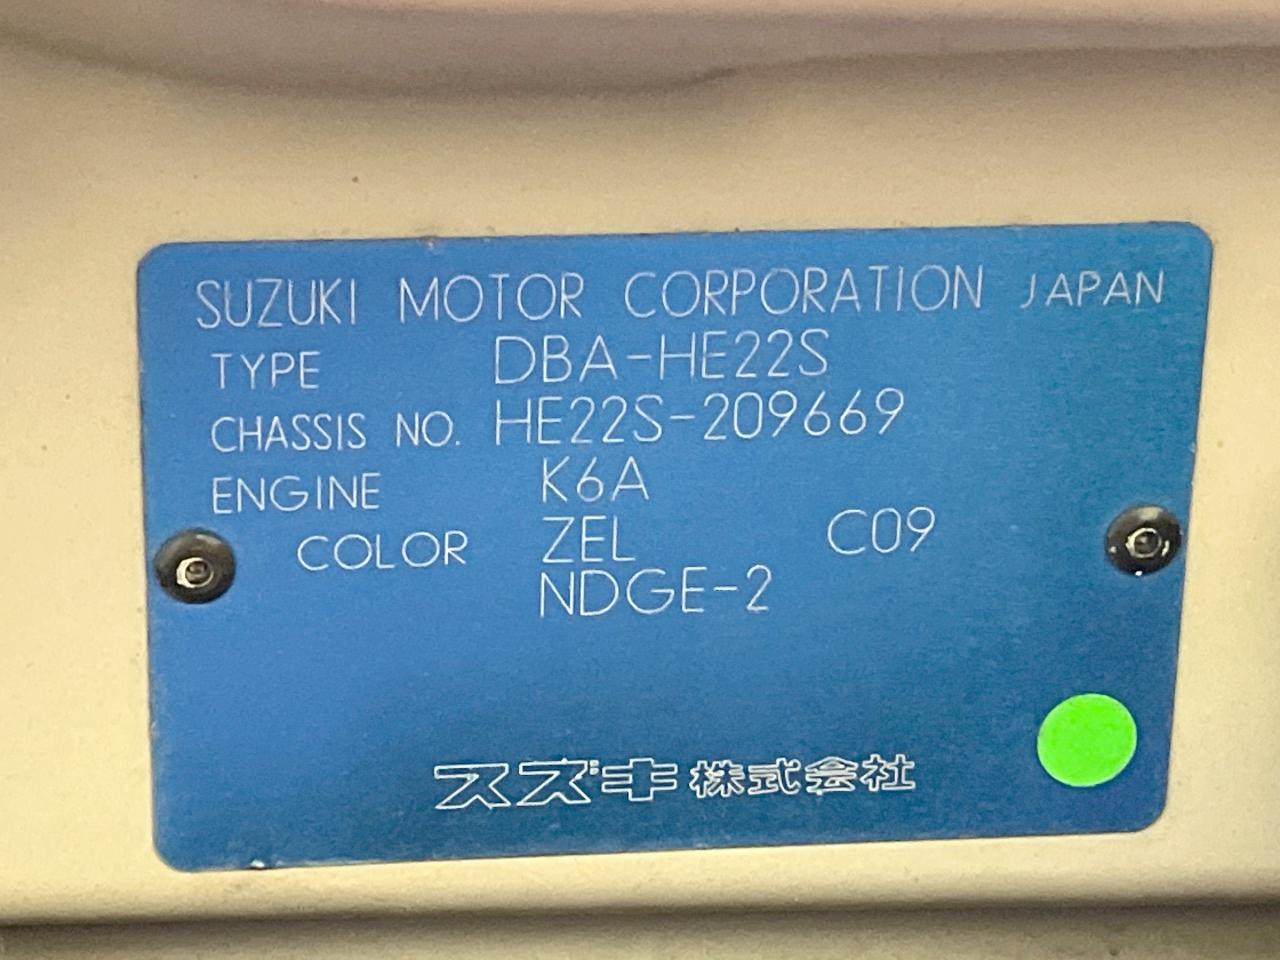 SUZUKI MOTOR CORPORATION JAPAN
TYPE DBA-HE22S
CHASSIS NO. HE22S-209669
ENGINE K6A
COLOR ZEL C09
NDGE-2
スズキ株式会社